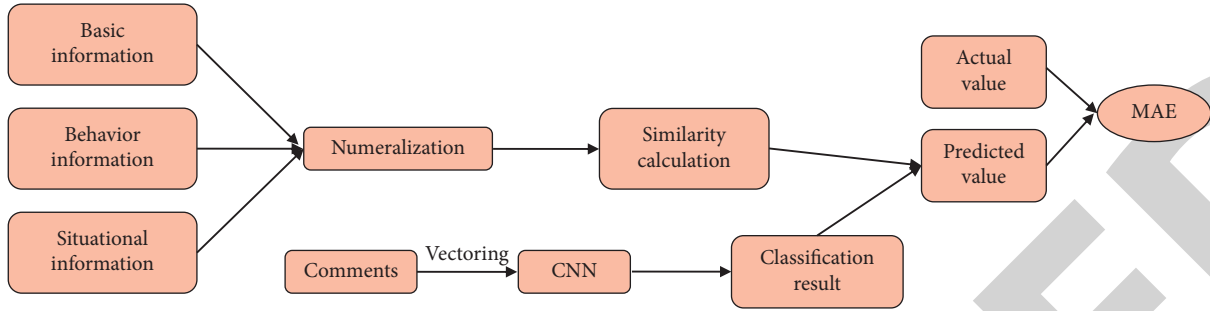 Basic
information
Behavior
information
Situational
information
Numeralization
Similarity
calculation
Comments
Vectoring
CNN
Classification
result
Actual
value
Predicted
value
MAE